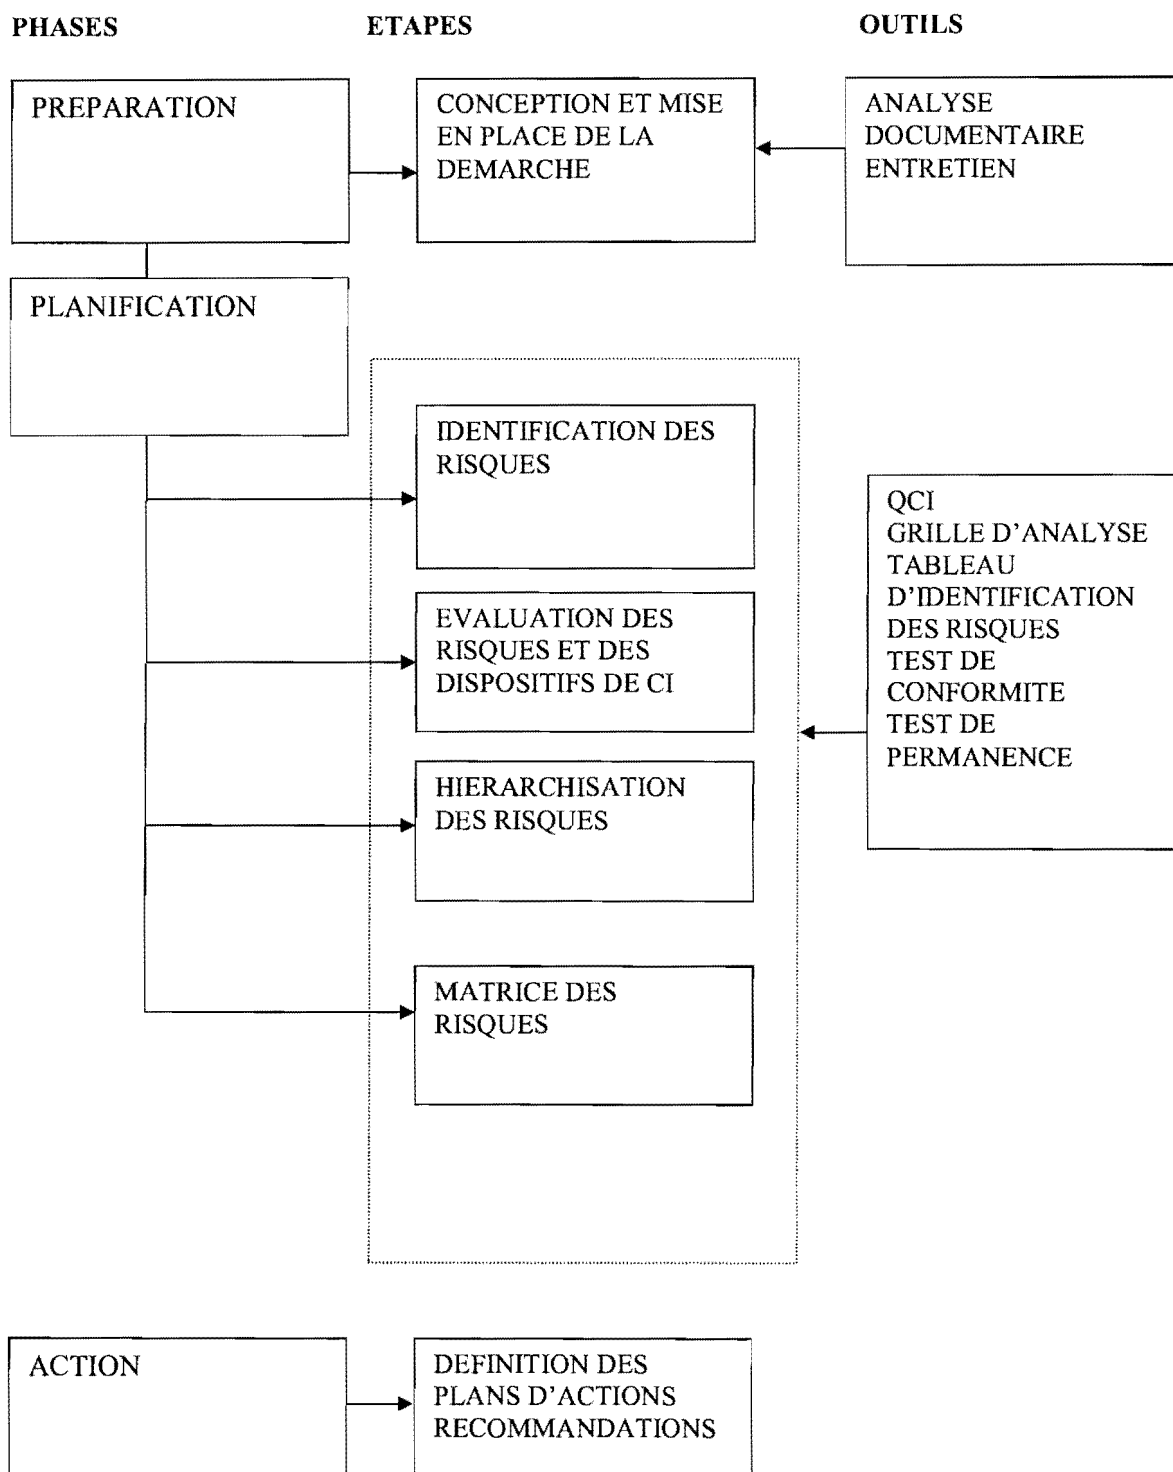 PHASES
ETAPES
OUTILS
PREPARATION
CONCEPTION ET MISE
EN PLACE DE LA
DEMARCHE
ANALYSE
DOCUMENTAIRE
ENTRETIEN
PLANIFICATION
IDENTIFICATION DES
RISQUES
EVALUATION DES
RISQUES ET DES
DISPOSITIFS DE CI
HIERARCHISATION
DES RISQUES
MATRICE DES
RISQUES
QCI
GRILLE D'ANALYSE
TABLEAU
D'IDENTIFICATION
DES RISQUES
TEST DE
CONFORMITE
TEST DE
PERMANENCE
ACTION
DEFINITION DES
PLANS D'ACTIONS
RECOMMANDATIONS